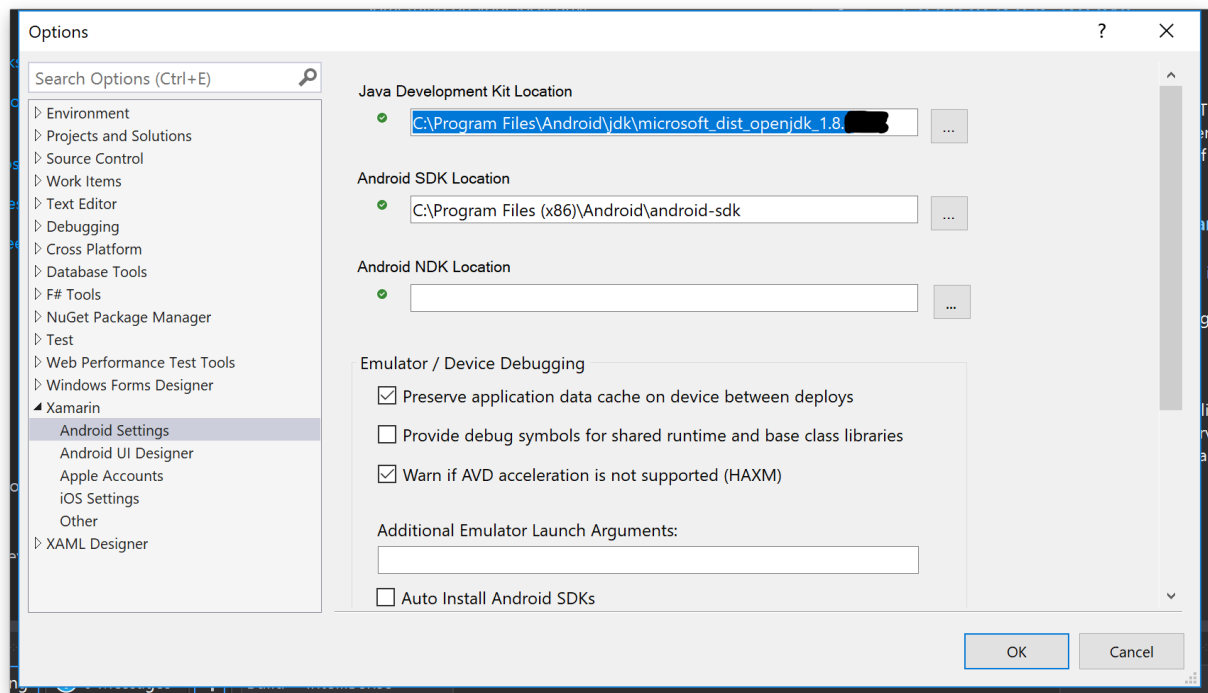 Options
?
Search Options (Ctrl+E)
Environment
Projects and Solutions
Source Control
Work Items
Text Editor
Debugging
Cross Platform
Database Tools
F# Tools
NuGet Package Manager
Test
Web Performance Test Tools
Windows Forms Designer
Xamarin
Android Settings
Android UI Designer
Apple Accounts
iOS Settings
Other
XAML Designer
Java Development Kit Location
C:\Program Files\Android\jdk\microsoft_dist_openjdk_1.8.
...
Android SDK Location
C:\Program Files (x86)\Android\android-sdk
...
Android NDK Location
...
Emulator / Device Debugging
Preserve application data cache on device between deploys
Provide debug symbols for shared runtime and base class libraries
Warn if AVD acceleration is not supported (HAXM)
Additional Emulator Launch Arguments:
Auto Install Android SDKs
OK
Cancel